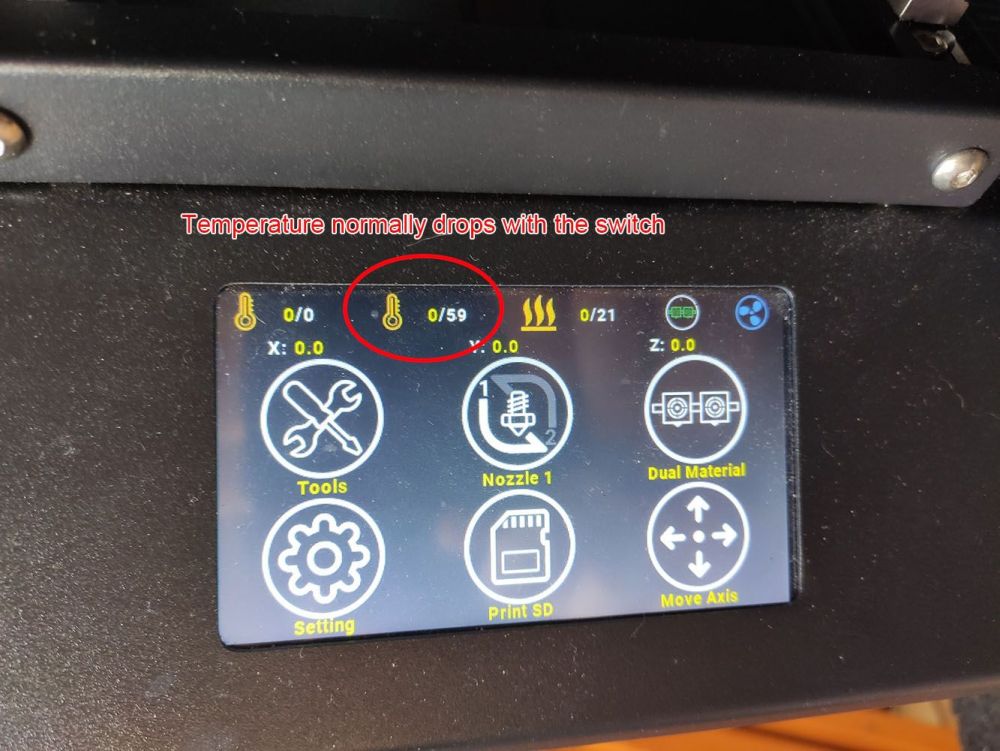 Temperature normally drops with the switch
0/0 0/59 0/21
X: 0.0 Y: 0.0 Z: 0.0
1
2
Tools Nozzle 1 Dual Material
Setting Print SD Move Axis